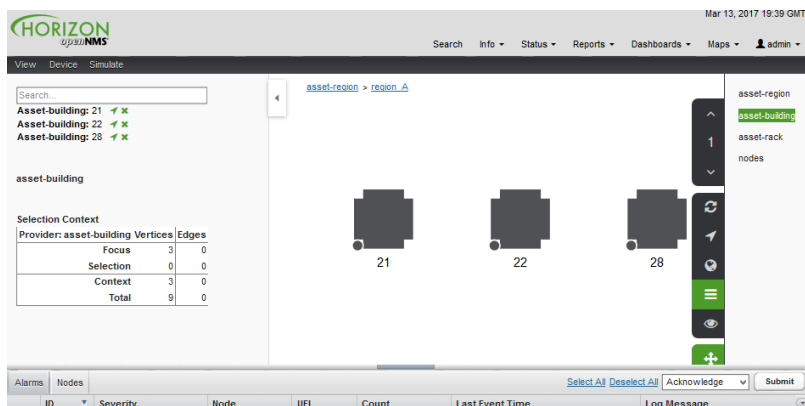 Mar 13, 2017 19:39 GMT
HORIZON
openNMS
Search Info Status Reports Dashboards Maps admin
View Device Simulate
Search...
Asset-building: 21
Asset-building: 22
Asset-building: 28
asset-building
Selection Context
Provider: asset-building Vertices Edges
Focus 3 0
Selection 0 0
Context 3 0
Total 9 0
asset-region > region_A
21 22 28
1
asset-region
asset-building
asset-rack
nodes
Alarms Nodes
Select All Deselect All Acknowledge Submit
ID Severity Node UEI Count Last Event Time Log Message